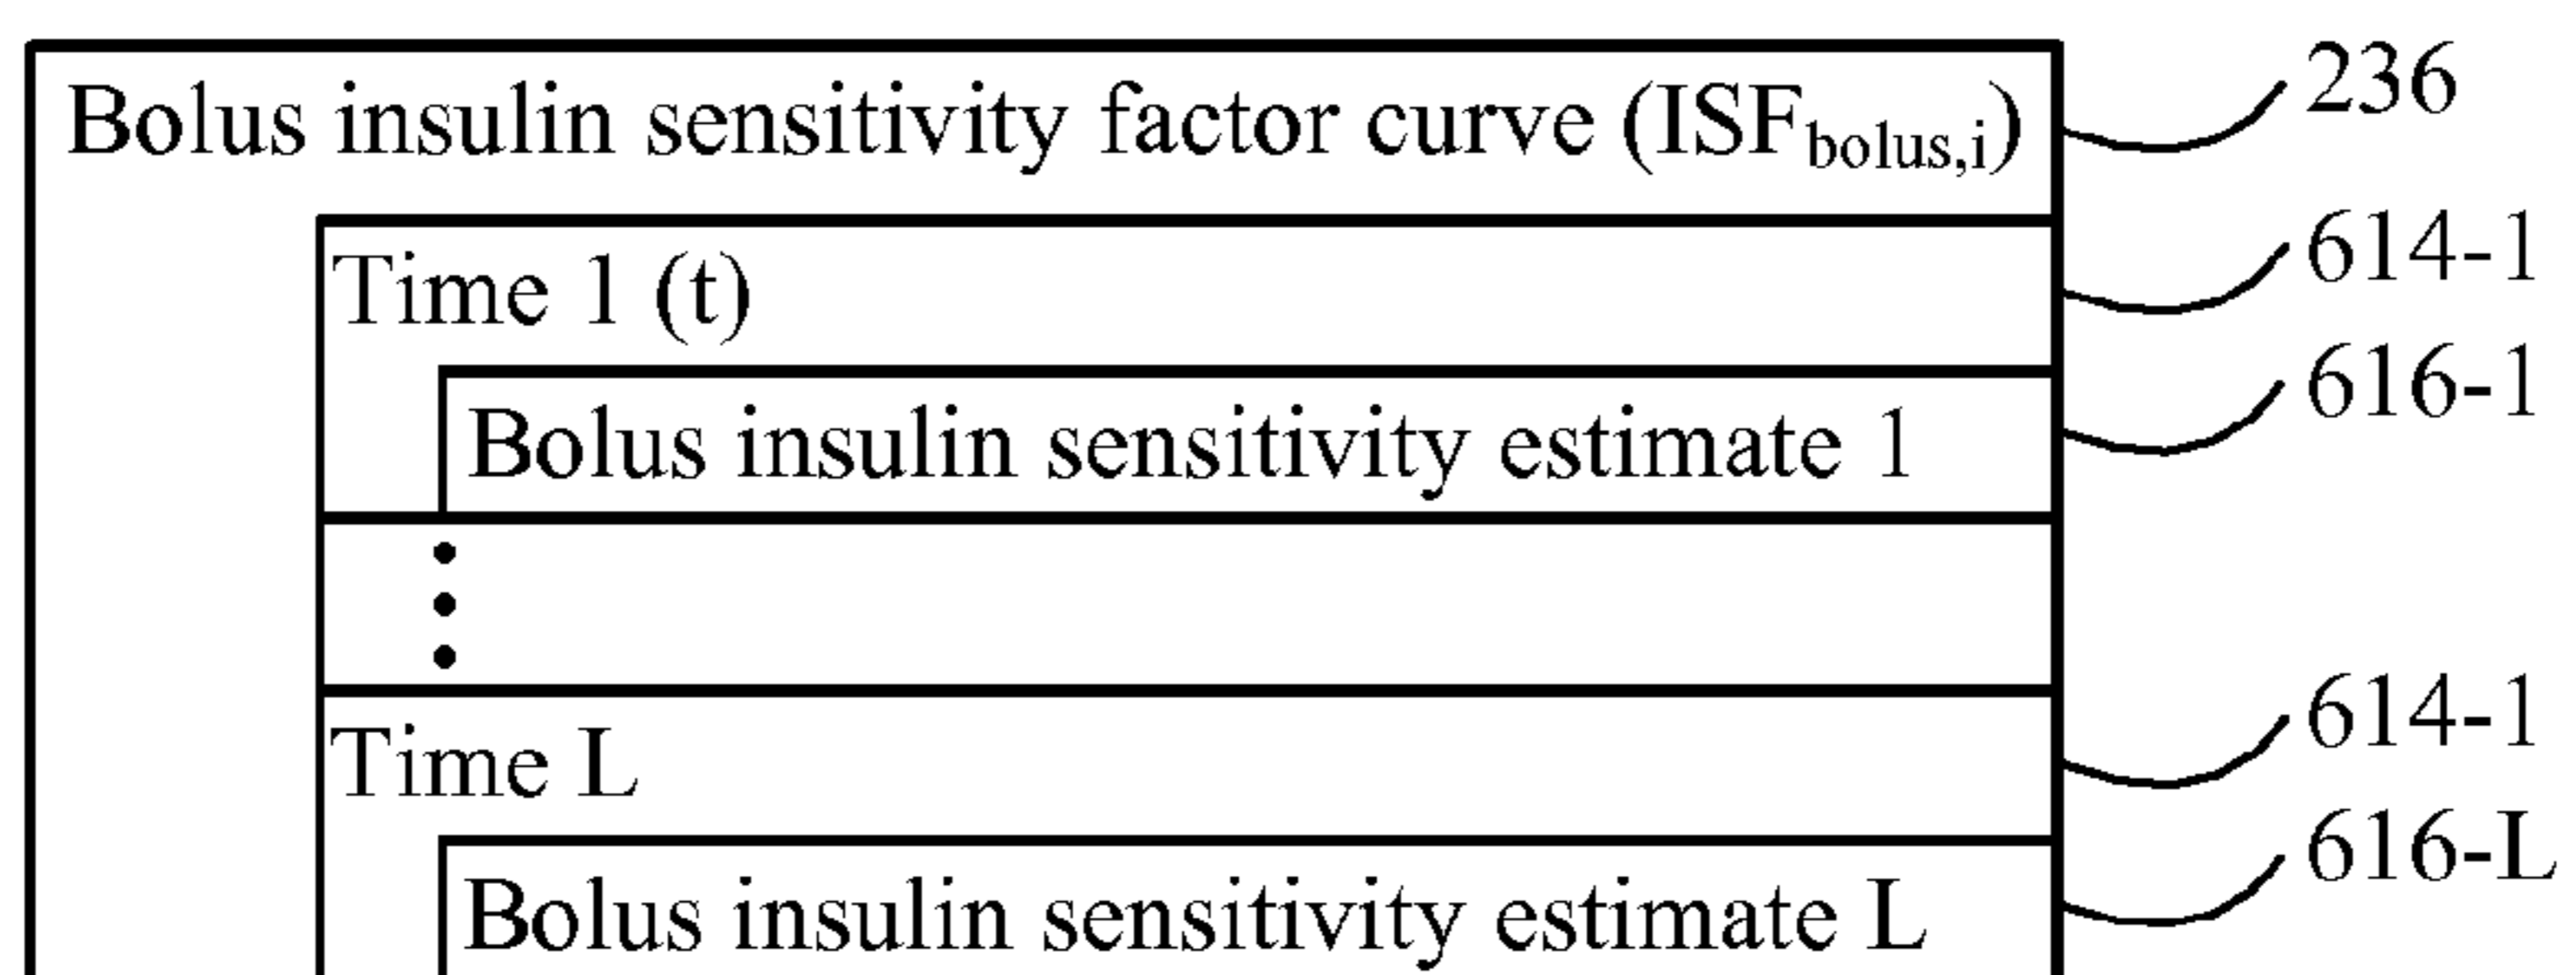 Bolus insulin sensitivity factor curve (ISFbolus,i) 236
Time 1 (t) 614-1
Bolus insulin sensitivity estimate 1 616-1
Time L 614-1
Bolus insulin sensitivity estimate L 616-L